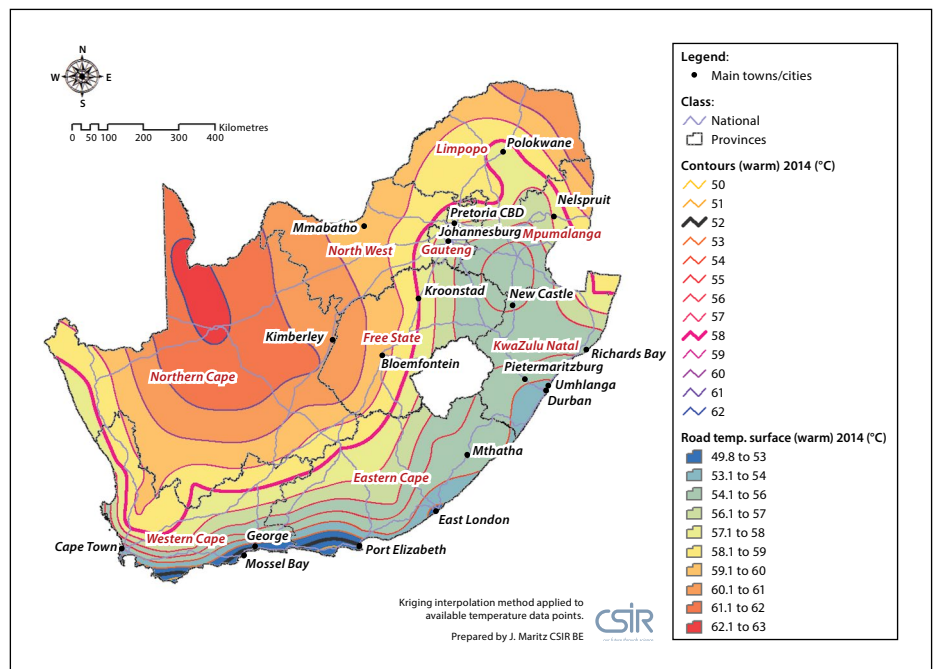 N
W
E
S
0 50 100 200 300 400 Kilometres
Limpopo
Polokwane
Nelspruit
Pretoria CBD
Mmabatho
Johannesburg
Mpumalanga
North West
Gauteng
Kroonstad
New Castle
Kimberley
Free State
KwaZulu Natal
Richards Bay
Bloemfontein
Northern Cape
Pietermaritzburg
Umhlanga
Durban
Mthatha
Eastern Cape
East London
Western Cape
George
Cape Town
Port Elizabeth
Mossel Bay
Kriging interpolation method applied to
available temperature data points.
Prepared by J. Maritz CSIR BE
CSIR
Legend:
Main towns/cities
Class:
National
Provinces
Contours (warm) 2014 (°C)
50
51
52
53
54
55
56
57
58
59
60
61
62
Road temp. surface (warm) 2014 (°C)
49.8 to 53
53.1 to 54
54.1 to 56
56.1 to 57
57.1 to 58
58.1 to 59
59.1 to 60
60.1 to 61
61.1 to 62
62.1 to 63